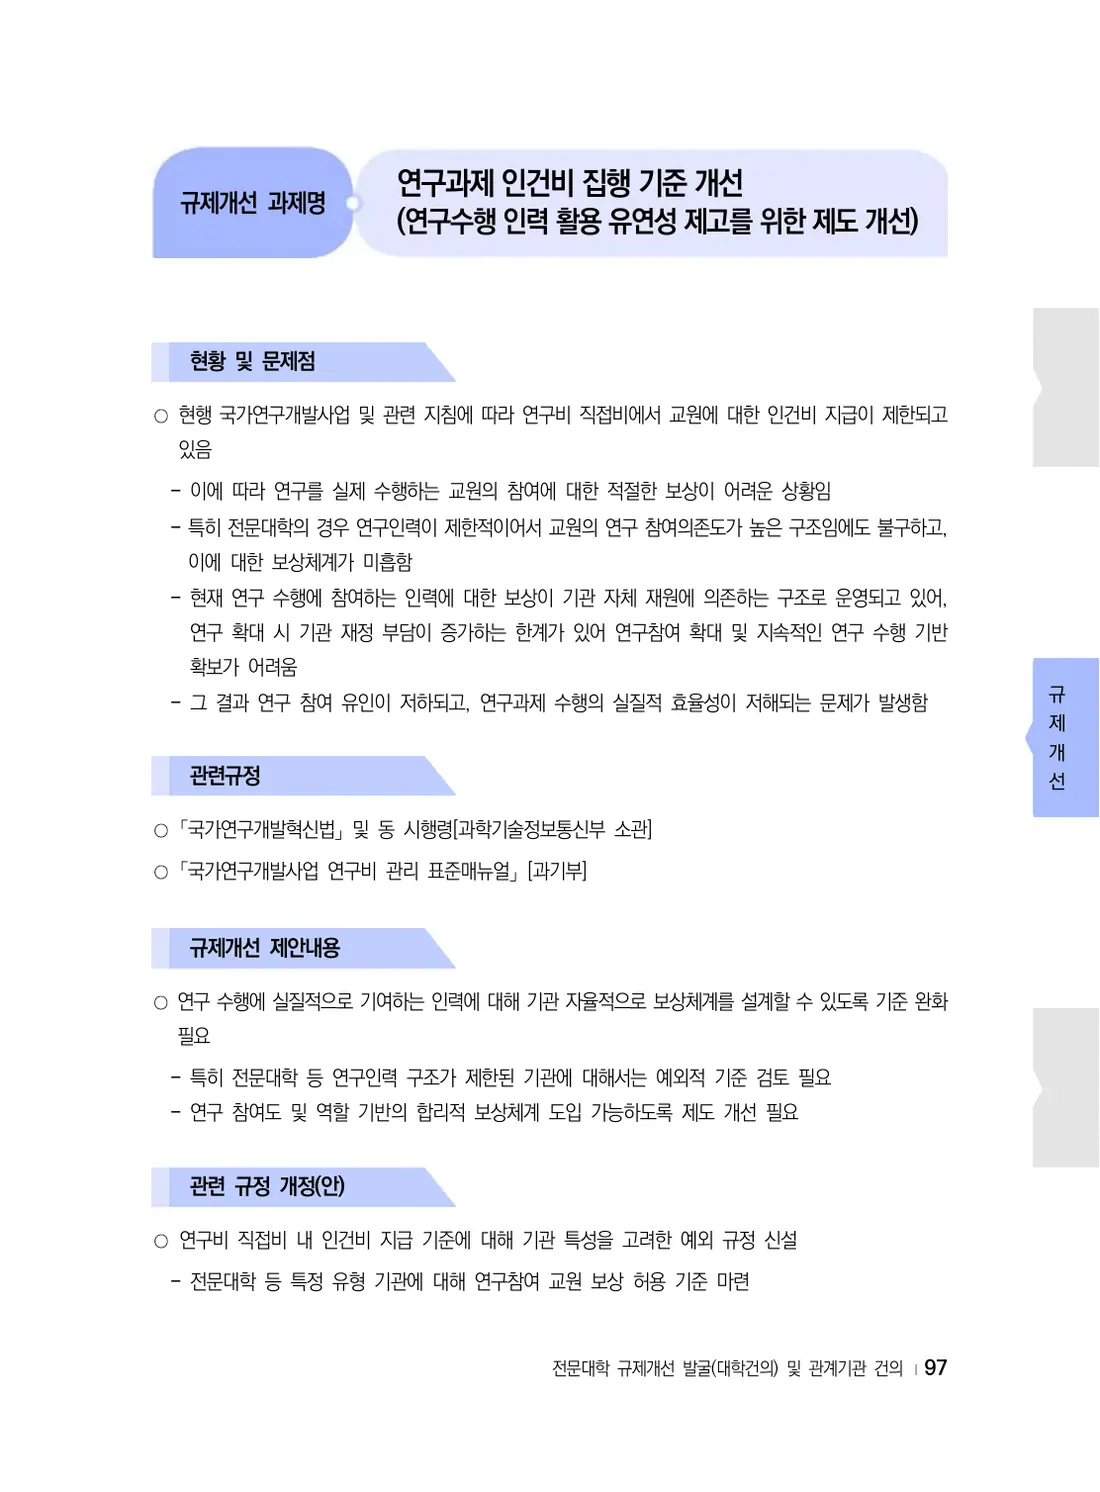 규제개선 과제명
연구과제 인건비 집행 기준 개선
(연구수행 인력 활용 유연성 제고를 위한 제도 개선)
현황 및 문제점
○ 현행 국가연구개발사업 및 관련 지침에 따라 연구비 직접비에서 교원에 대한 인건비 지급이 제한되고
있음
- 이에 따라 연구를 실제 수행하는 교원의 참여에 대한 적절한 보상이 어려운 상황임
- 특히 전문대학의 경우 연구인력이 제한적이어서 교원의 연구 참여의존도가 높은 구조임에도 불구하고,
이에 대한 보상체계가 미흡함
- 현재 연구 수행에 참여하는 인력에 대한 보상이 기관 자체 재원에 의존하는 구조로 운영되고 있어,
연구 확대 시 기관 재정 부담이 증가하는 한계가 있어 연구참여 확대 및 지속적인 연구 수행 기반
확보가 어려움
- 그 결과 연구 참여 유인이 저하되고, 연구과제 수행의 실질적 효율성이 저해되는 문제가 발생함
관련규정
○ 「국가연구개발혁신법」 및 동 시행령[과학기술정보통신부 소관]
○ 「국가연구개발사업 연구비 관리 표준매뉴얼」[과기부]
규제개선 제안내용
○ 연구 수행에 실질적으로 기여하는 인력에 대해 기관 자율적으로 보상체계를 설계할 수 있도록 기준 완화
필요
- 특히 전문대학 등 연구인력 구조가 제한된 기관에 대해서는 예외적 기준 검토 필요
- 연구 참여도 및 역할 기반의 합리적 보상체계 도입 가능하도록 제도 개선 필요
관련 규정 개정(안)
○ 연구비 직접비 내 인건비 지급 기준에 대해 기관 특성을 고려한 예외 규정 신설
- 전문대학 등 특정 유형 기관에 대해 연구참여 교원 보상 허용 기준 마련
규
제
개
선
전문대학 규제개선 발굴(대학건의) 및 관계기관 건의 | 97